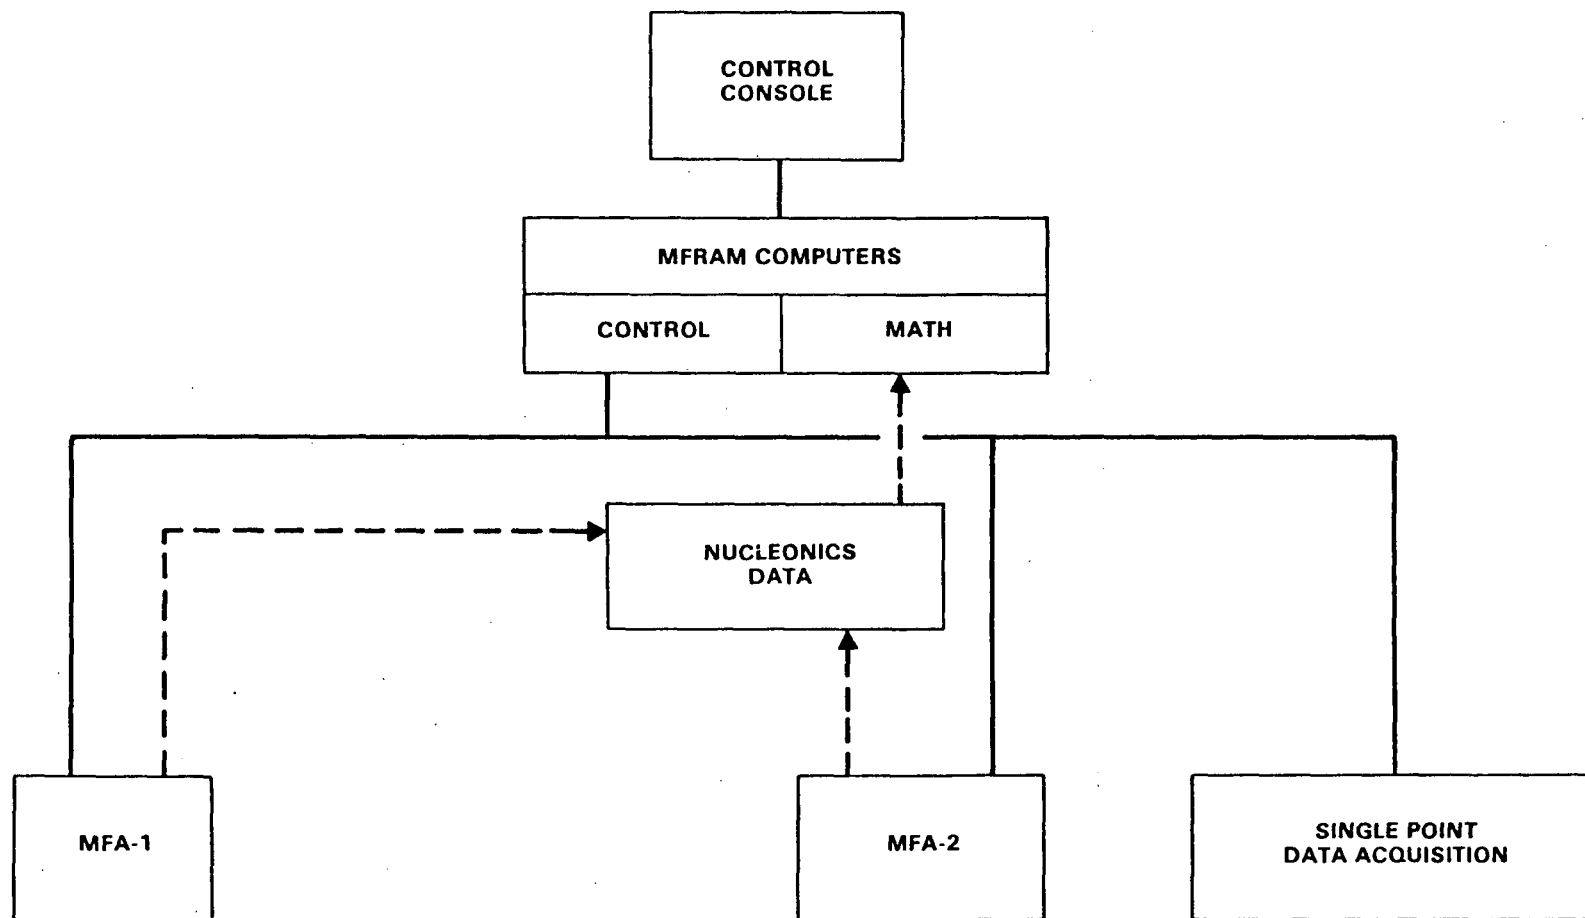 CONTROL
CONSOLE
MFRAM COMPUTERS
CONTROL
MATH
NUCLEONICS
DATA
MFA-1
MFA-2
SINGLE POINT
DATA ACQUISITION